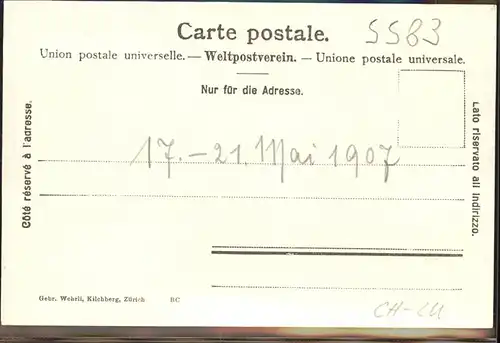 Carte postale.
5583
Union postale universelle. — Weltpostverein. — Unione postale universale.
Nur für die Adresse.
Côté réservé à l'adresse.
Lato riservato all'indirizzo.
17. – 21. Mai 1907
Gebr. Wehrli, Kilchberg, Zürich BC
CH-LU